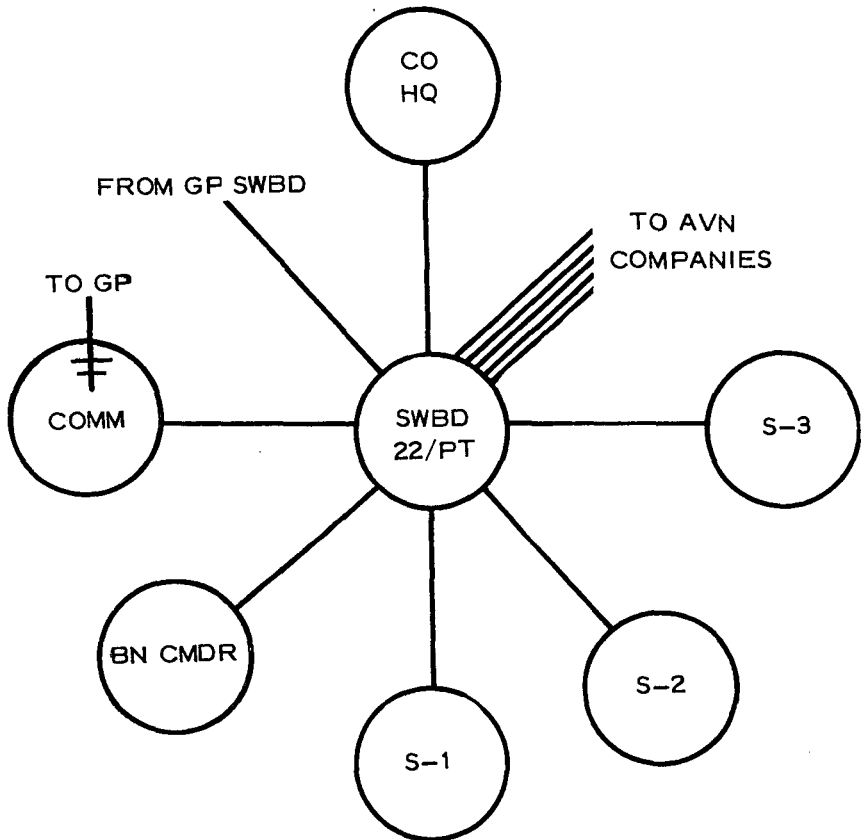 CO
HQ
FROM GP SWBD
TO AVN
COMPANIES
TO GP
COMM
SWBD
22/PT
S-3
BN CMDR
S-2
S-1